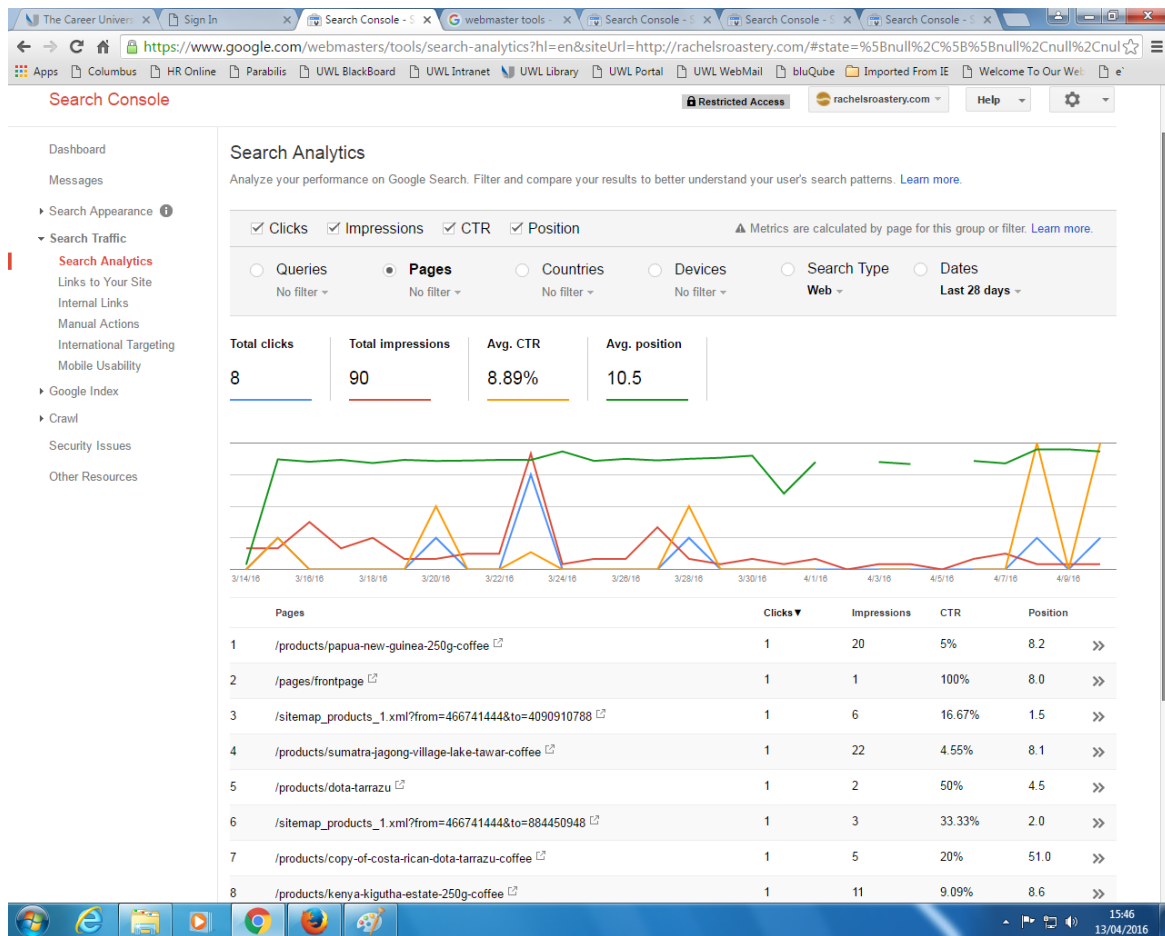 The Career Univers
Sign In
Search Console - S
webmaster tools -
Search Console - S
Search Console - S
Search Console - S
https://www.google.com/webmasters/tools/search-analytics?hl=en&siteUrl=http://rachelsroastery.com/#state=%5Bnull%2C%5B%5Bnull%2Cnull%2Cnul
Apps Columbus HR Online Parabilis UWL BlackBoard UWL Intranet UWL Library UWL Portal UWL WebMail bluQube Imported From IE Welcome To Our Web e`
Search Console
Restricted Access rachelsroastery.com Help
Dashboard
Messages
Search Appearance
Search Traffic
Search Analytics
Links to Your Site
Internal Links
Manual Actions
International Targeting
Mobile Usability
Google Index
Crawl
Security Issues
Other Resources
Search Analytics
Analyze your performance on Google Search. Filter and compare your results to better understand your user's search patterns. Learn more.
Clicks Impressions CTR Position Metrics are calculated by page for this group or filter. Learn more.
Queries Pages Countries Devices Search Type Dates
No filter No filter No filter No filter Web Last 28 days
Total clicks Total impressions Avg. CTR Avg. position
8 90 8.89% 10.5
3/14/16 3/16/16 3/18/16 3/20/16 3/22/16 3/24/16 3/26/16 3/28/16 3/30/16 4/1/16 4/3/16 4/5/16 4/7/16 4/9/16
Pages Clicks▼ Impressions CTR Position
1 /products/papua-new-guinea-250g-coffee 1 20 5% 8.2
2 /pages/frontpage 1 1 100% 8.0
3 /sitemap_products_1.xml?from=466741444&to=4090910788 1 6 16.67% 1.5
4 /products/sumatra-jagong-village-lake-tawar-coffee 1 22 4.55% 8.1
5 /products/dota-tarrazu 1 2 50% 4.5
6 /sitemap_products_1.xml?from=466741444&to=884450948 1 3 33.33% 2.0
7 /products/copy-of-costa-rican-dota-tarrazu-coffee 1 5 20% 51.0
8 /products/kenya-kigutha-estate-250g-coffee 1 11 9.09% 8.6
15:46
13/04/2016